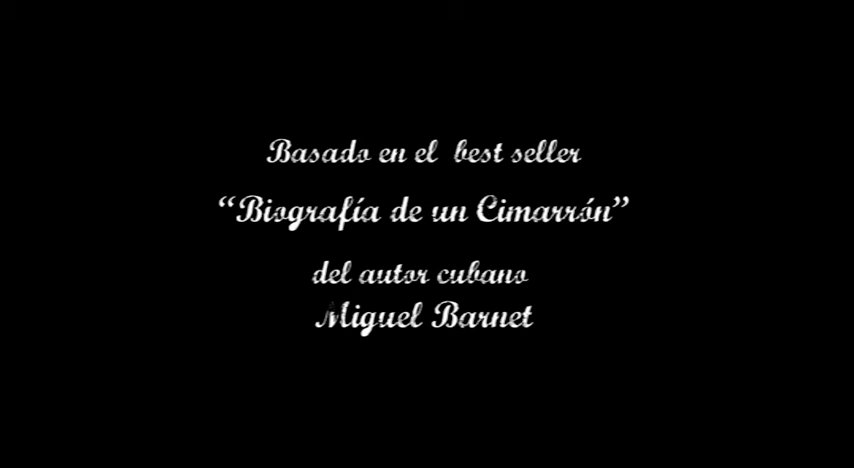 Basado en el best seller
“Biografía de un Cimarrón”
del autor cubano
Miguel Barnet